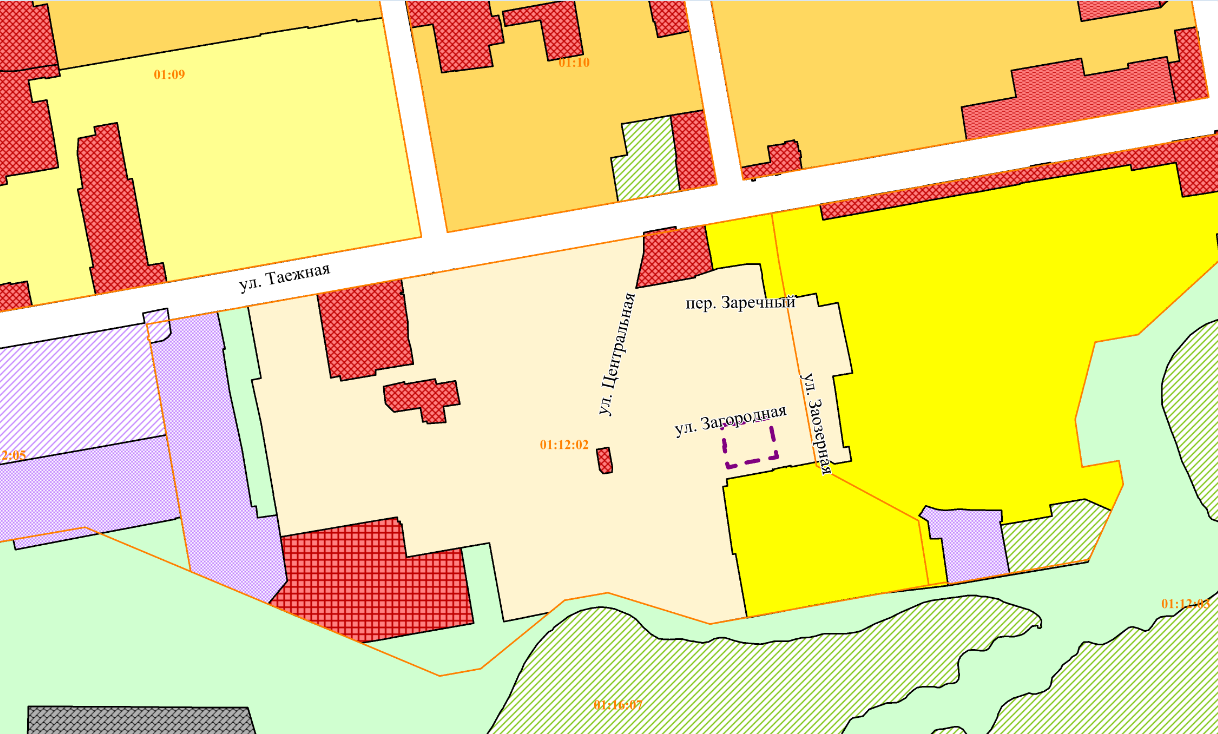 01:09
01:10
ул. Таежная
пер. Заречный
ул. Центральная
ул. Заозерная
ул. Загородная
01:12:02
2:05
01:12:03
01:16:07